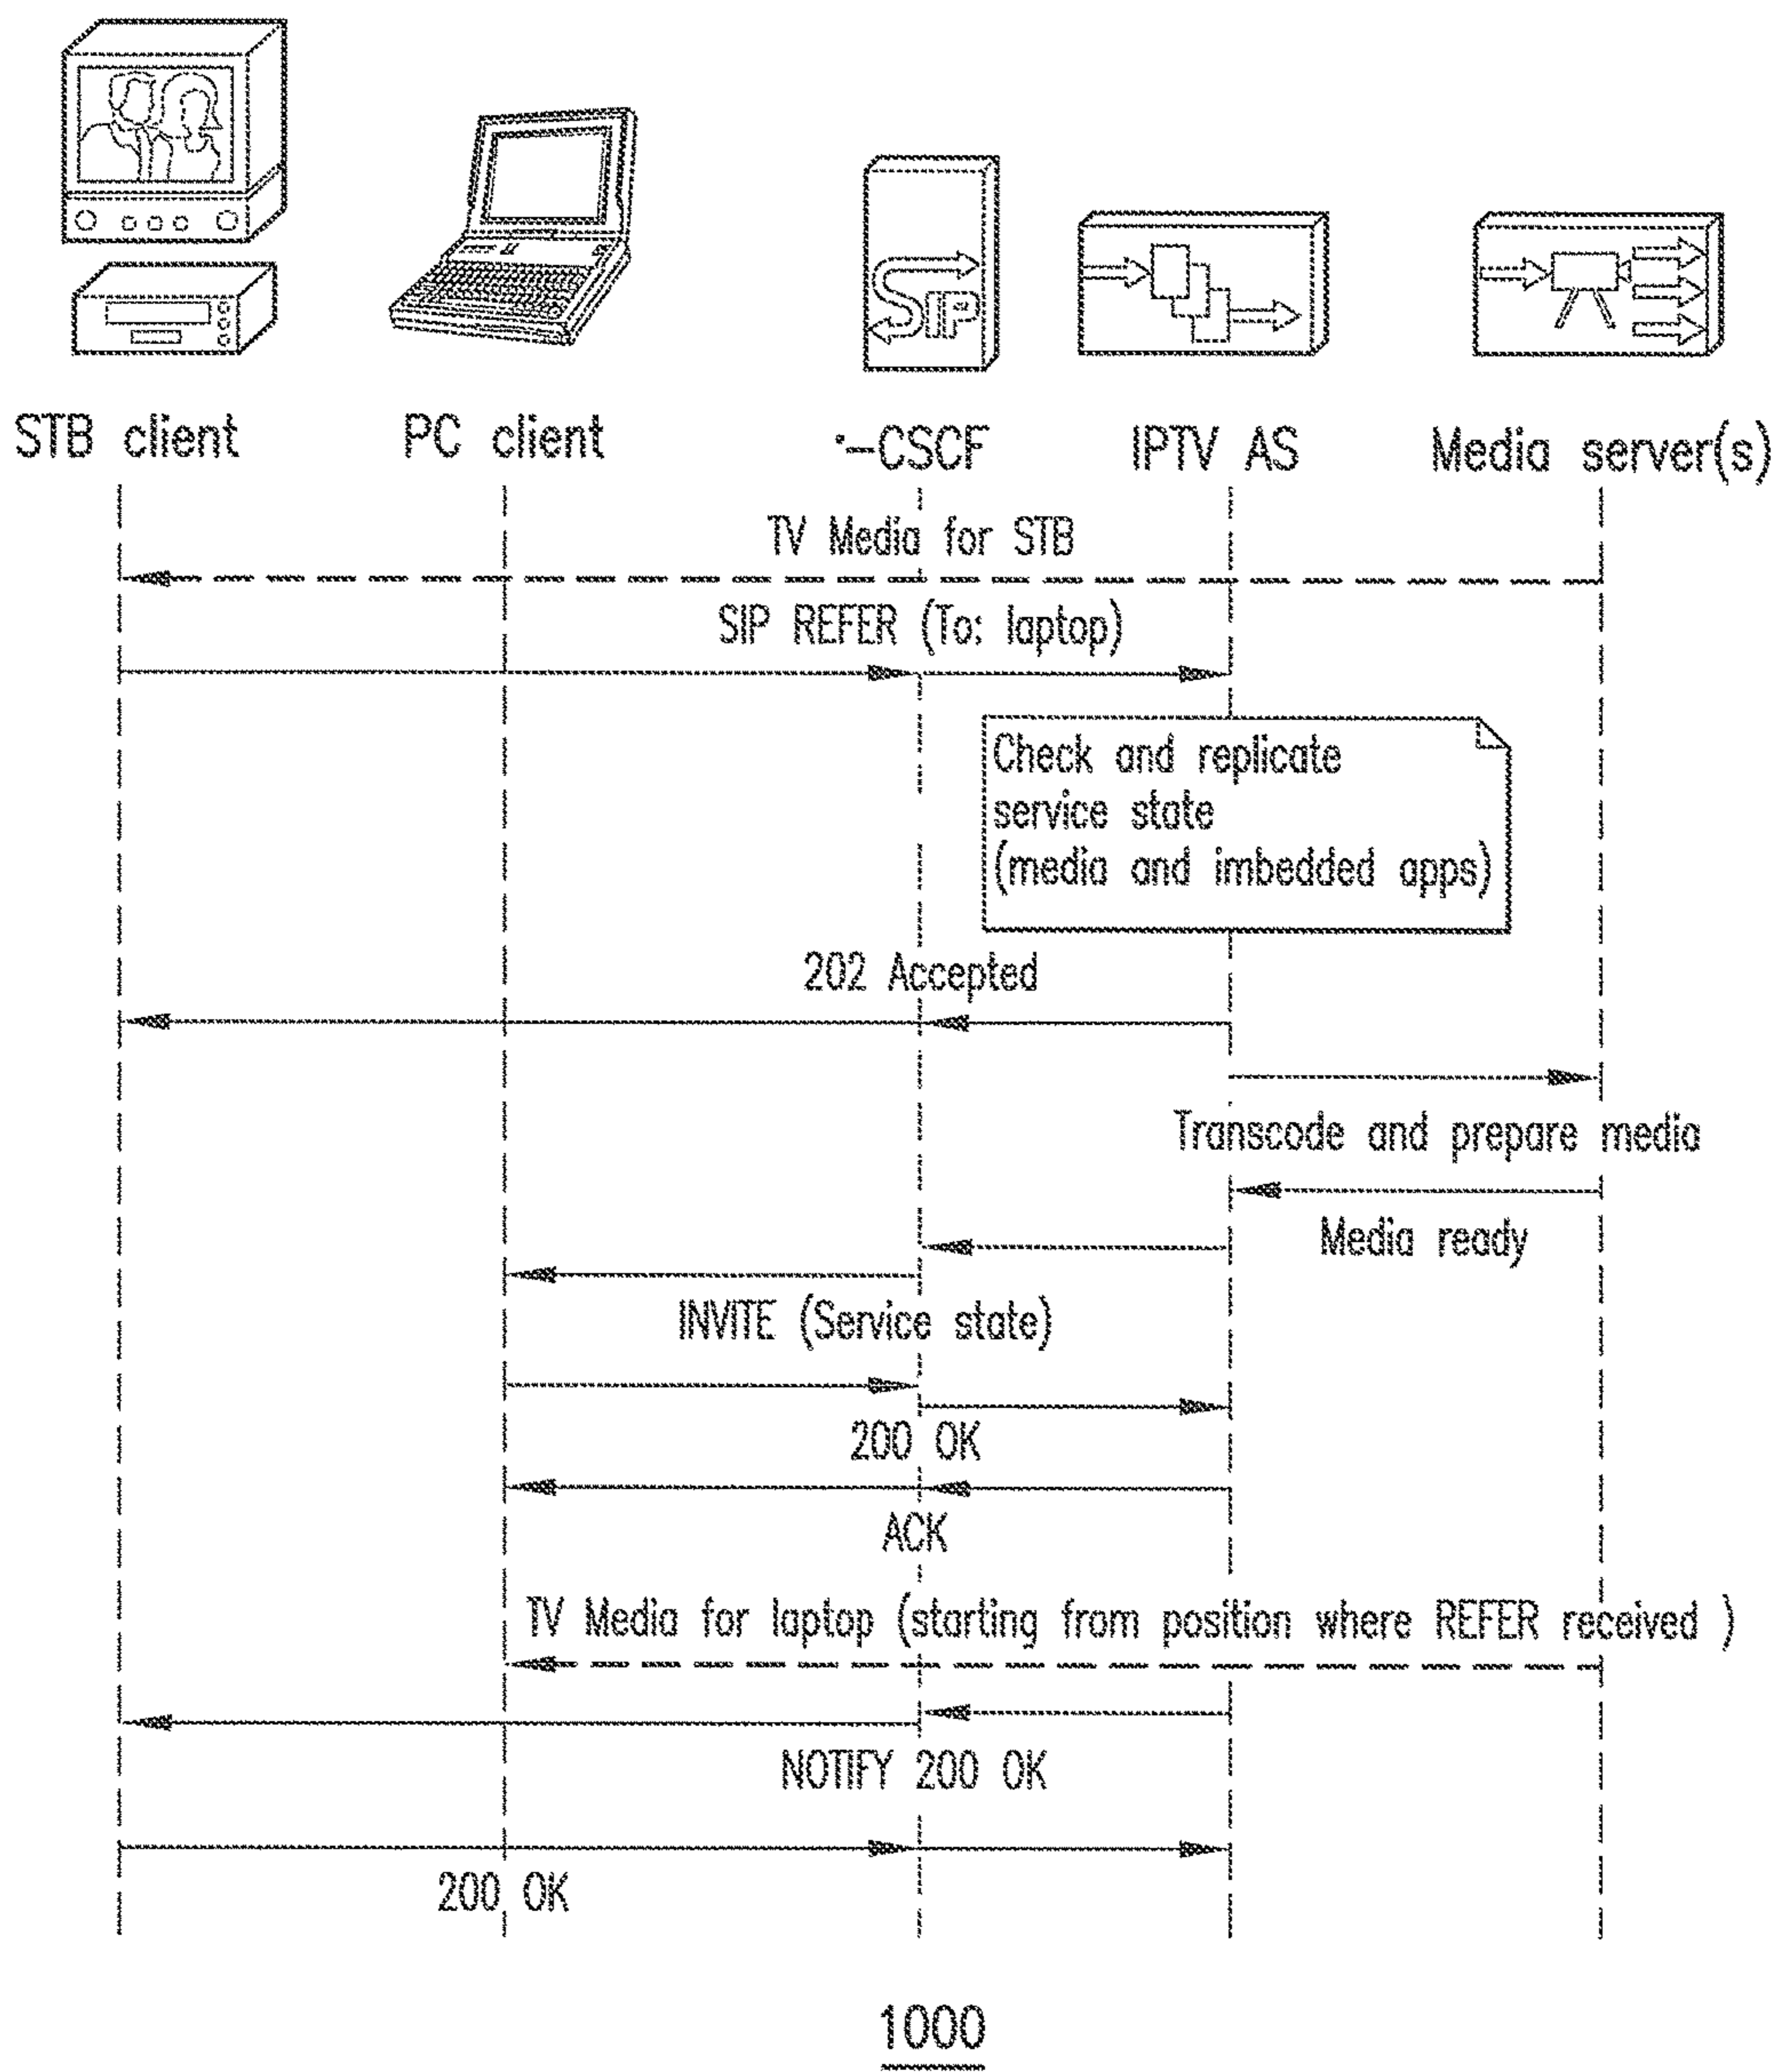 SIP
STB client
PC client
·–CSCF
IPTV AS
Media server(s)
TV Media for STB
SIP REFER (To: laptop)
Check and replicate
service state
(media and imbedded apps)
202 Accepted
Transcode and prepare media
Media ready
INVITE (Service state)
200 OK
ACK
TV Media for laptop (starting from position where REFER received )
NOTIFY 200 OK
200 OK
1000